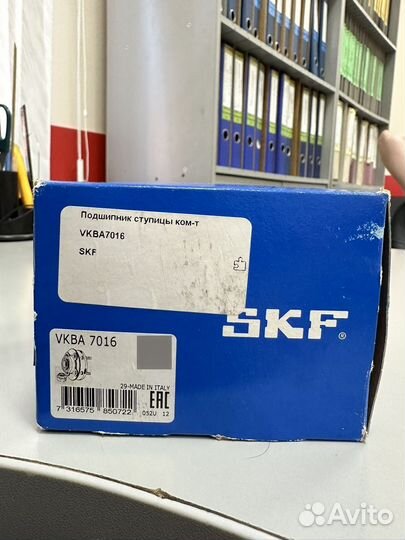 Подшипник ступицы ком-т
VKBA7016
SKF
SKF
®
VKBA 7016
29-MADE IN ITALY
7 316575 850722
052U 12
EAC
Avito